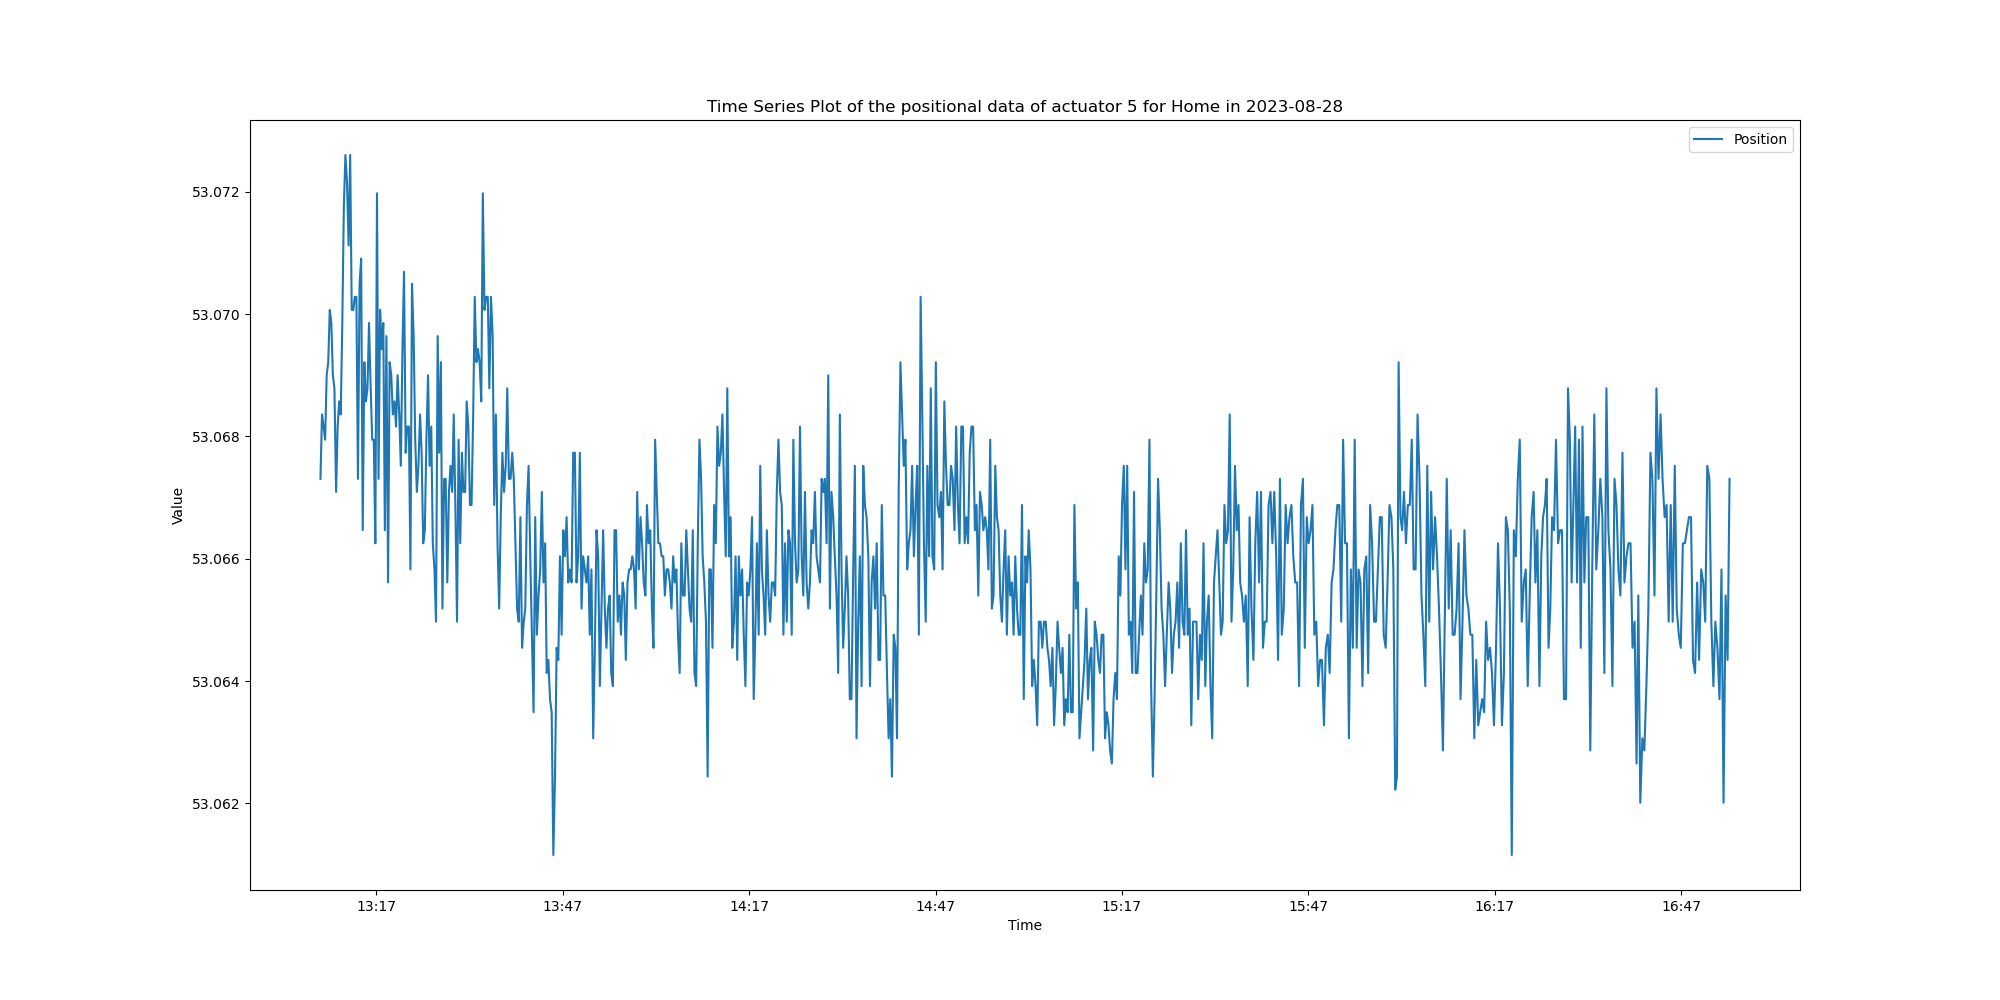 Time Series Plot of the positional data of actuator 5 for Home in 2023-08-28
Position
53.072
53.070
53.068
53.066
53.064
53.062
Value
13:17 13:47 14:17 14:47 15:17 15:47 16:17 16:47
Time